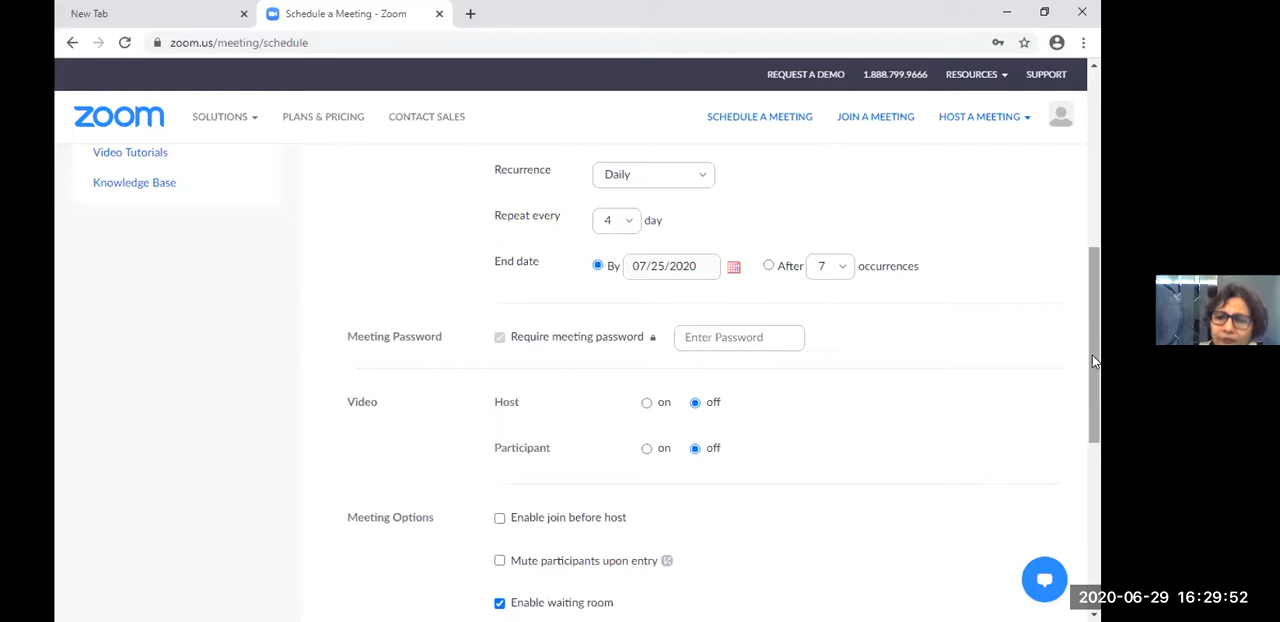 New Tab
Schedule a Meeting - Zoom
zoom.us/meeting/schedule
REQUEST A DEMO 1.888.799.9666 RESOURCES SUPPORT
zoom SOLUTIONS PLANS & PRICING CONTACT SALES SCHEDULE A MEETING JOIN A MEETING HOST A MEETING
Video Tutorials
Knowledge Base
Recurrence Daily
Repeat every 4 day
End date By 07/25/2020 After 7 occurrences
Meeting Password Require meeting password Enter Password
Video Host on off
Participant on off
Meeting Options Enable join before host
Mute participants upon entry
Enable waiting room
2020-06-29 16:29:52